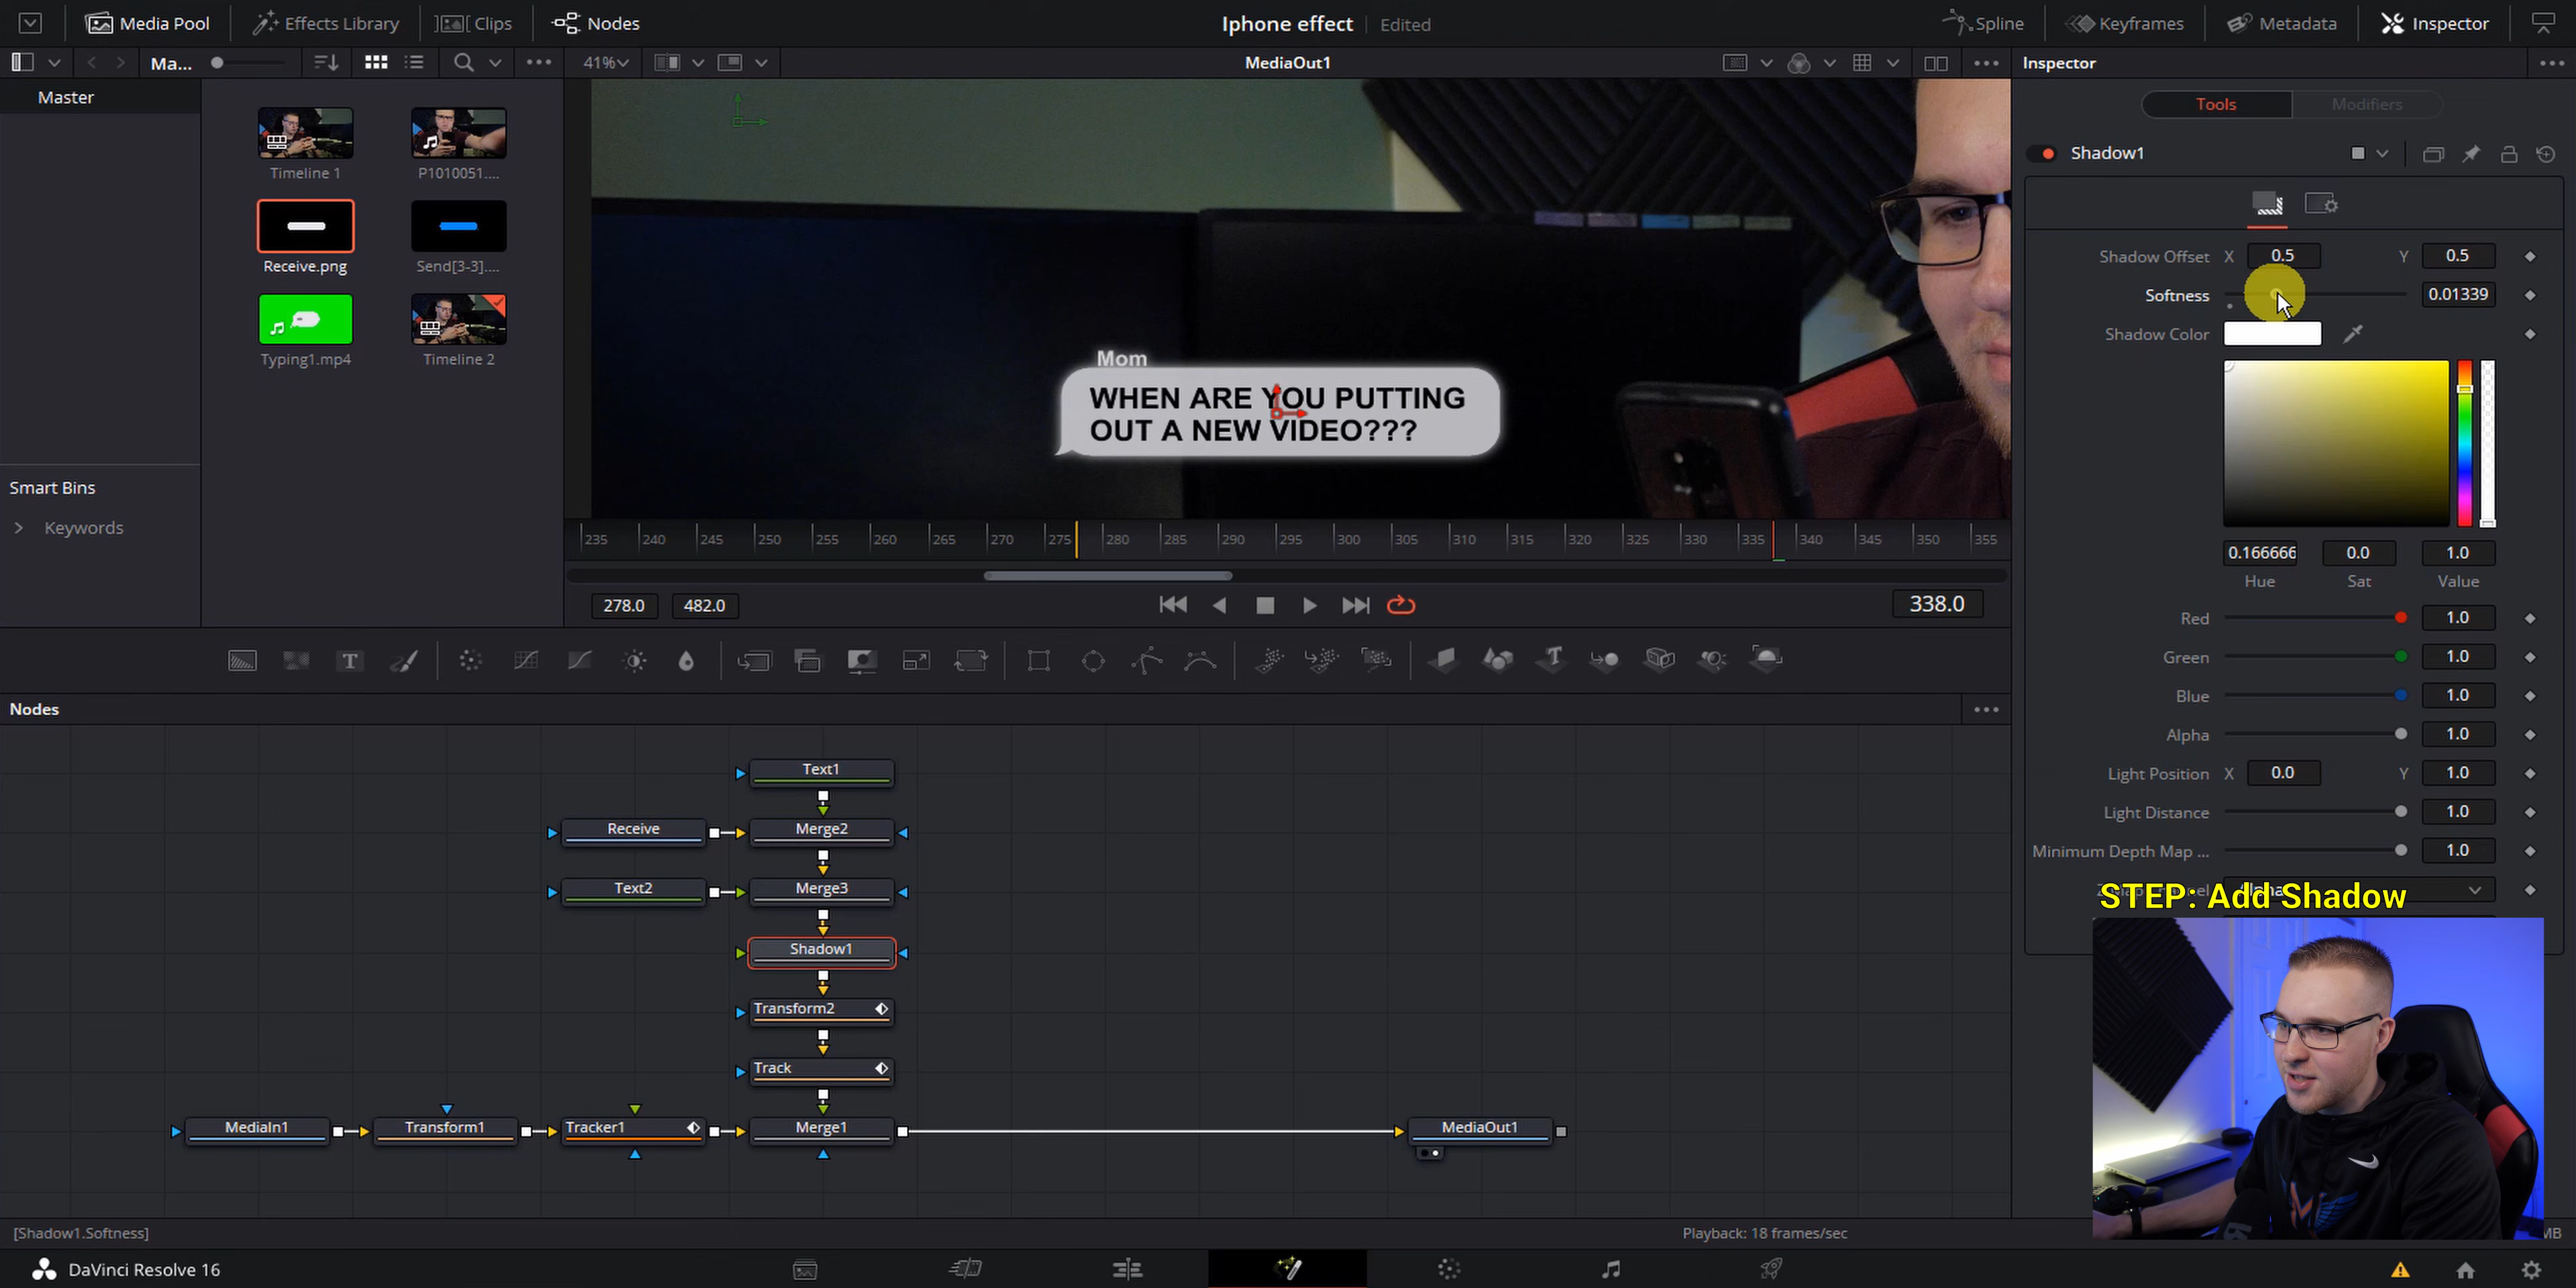 Media Pool
Effects Library
Clips
Nodes
Iphone effect
Edited
Spline
Keyframes
Metadata
Inspector
Ma...
41%
MediaOut1
Inspector
Master
Timeline 1
P1010051....
Receive.png
Send[3-3]....
Typing1.mp4
Timeline 2
Smart Bins
Keywords
Mom
WHEN ARE YOU PUTTING
OUT A NEW VIDEO???
235 240 245 250 255 260 265 270 275 280 285 290 295 300 305 310 315 320 325 330 335 340 345 350 355
278.0 482.0
338.0
Tools Modifiers
Shadow1
Shadow Offset X 0.5 Y 0.5
Softness 0.01339
Shadow Color
0.166666 0.0 1.0
Hue Sat Value
Red 1.0
Green 1.0
Blue 1.0
Alpha 1.0
Light Position X 0.0 Y 1.0
Light Distance 1.0
Minimum Depth Map ... 1.0
STEP: Add Shadow
Nodes
Text1
Receive
Merge2
Text2
Merge3
Shadow1
Transform2
Track
MediaIn1
Transform1
Tracker1
Merge1
MediaOut1
[Shadow1.Softness]
Playback: 18 frames/sec
MB
DaVinci Resolve 16